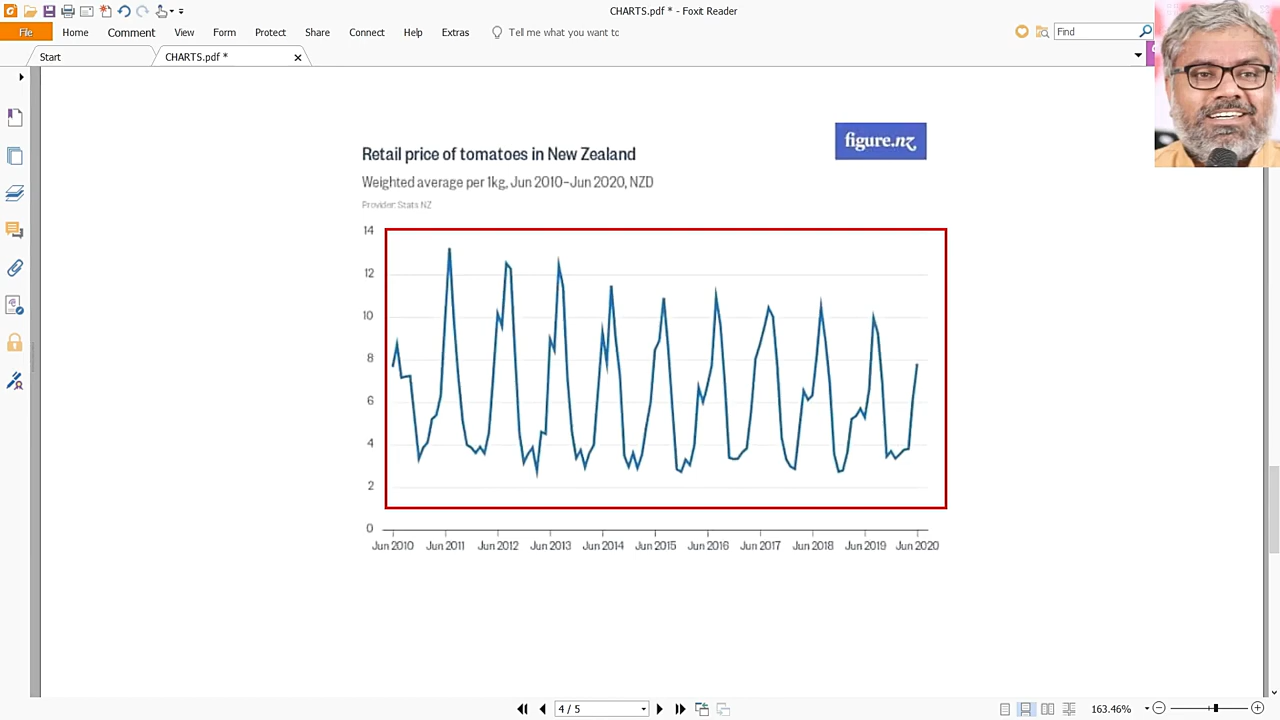 CHARTS.pdf * - Foxit Reader
File Home Comment View Form Protect Share Connect Help Extras Tell me what you want to Find
Start CHARTS.pdf *
figure.nz
Retail price of tomatoes in New Zealand
Weighted average per 1kg, Jun 2010–Jun 2020, NZD
Provider: Stats NZ
14
12
10
8
6
4
2
0
Jun 2010 Jun 2011 Jun 2012 Jun 2013 Jun 2014 Jun 2015 Jun 2016 Jun 2017 Jun 2018 Jun 2019 Jun 2020
4 / 5 163.46%